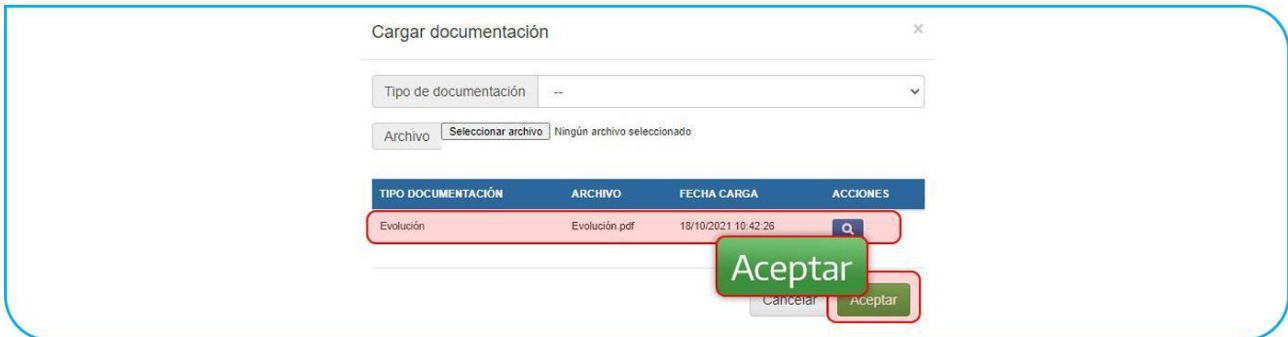 Cargar documentación ×
Tipo de documentación --
Archivo Seleccionar archivo Ningún archivo seleccionado
TIPO DOCUMENTACIÓN ARCHIVO FECHA CARGA ACCIONES
Evolución Evolución.pdf 18/10/2021 10:42:26
Aceptar
Cancelar Aceptar